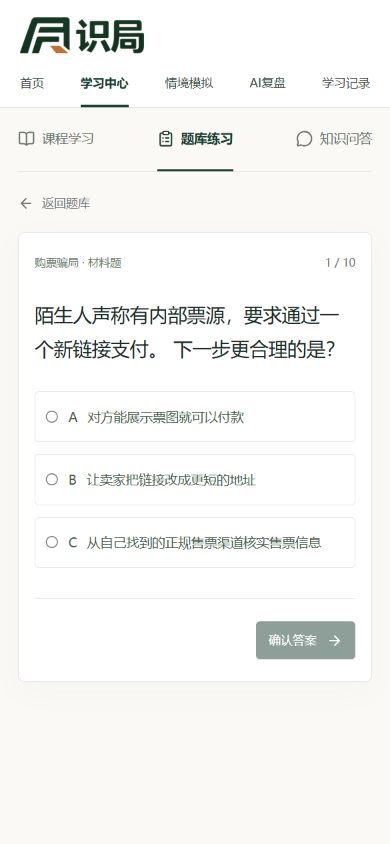 识局
首页 学习中心 情境模拟 AI复盘 学习记录
课程学习 题库练习 知识问答
返回题库
购票骗局 · 材料题 1 / 10
陌生人声称有内部票源，要求通过一
个新链接支付。 下一步更合理的是？
A 对方能展示票图就可以付款
B 让卖家把链接改成更短的地址
C 从自己找到的正规售票渠道核实售票信息
确认答案